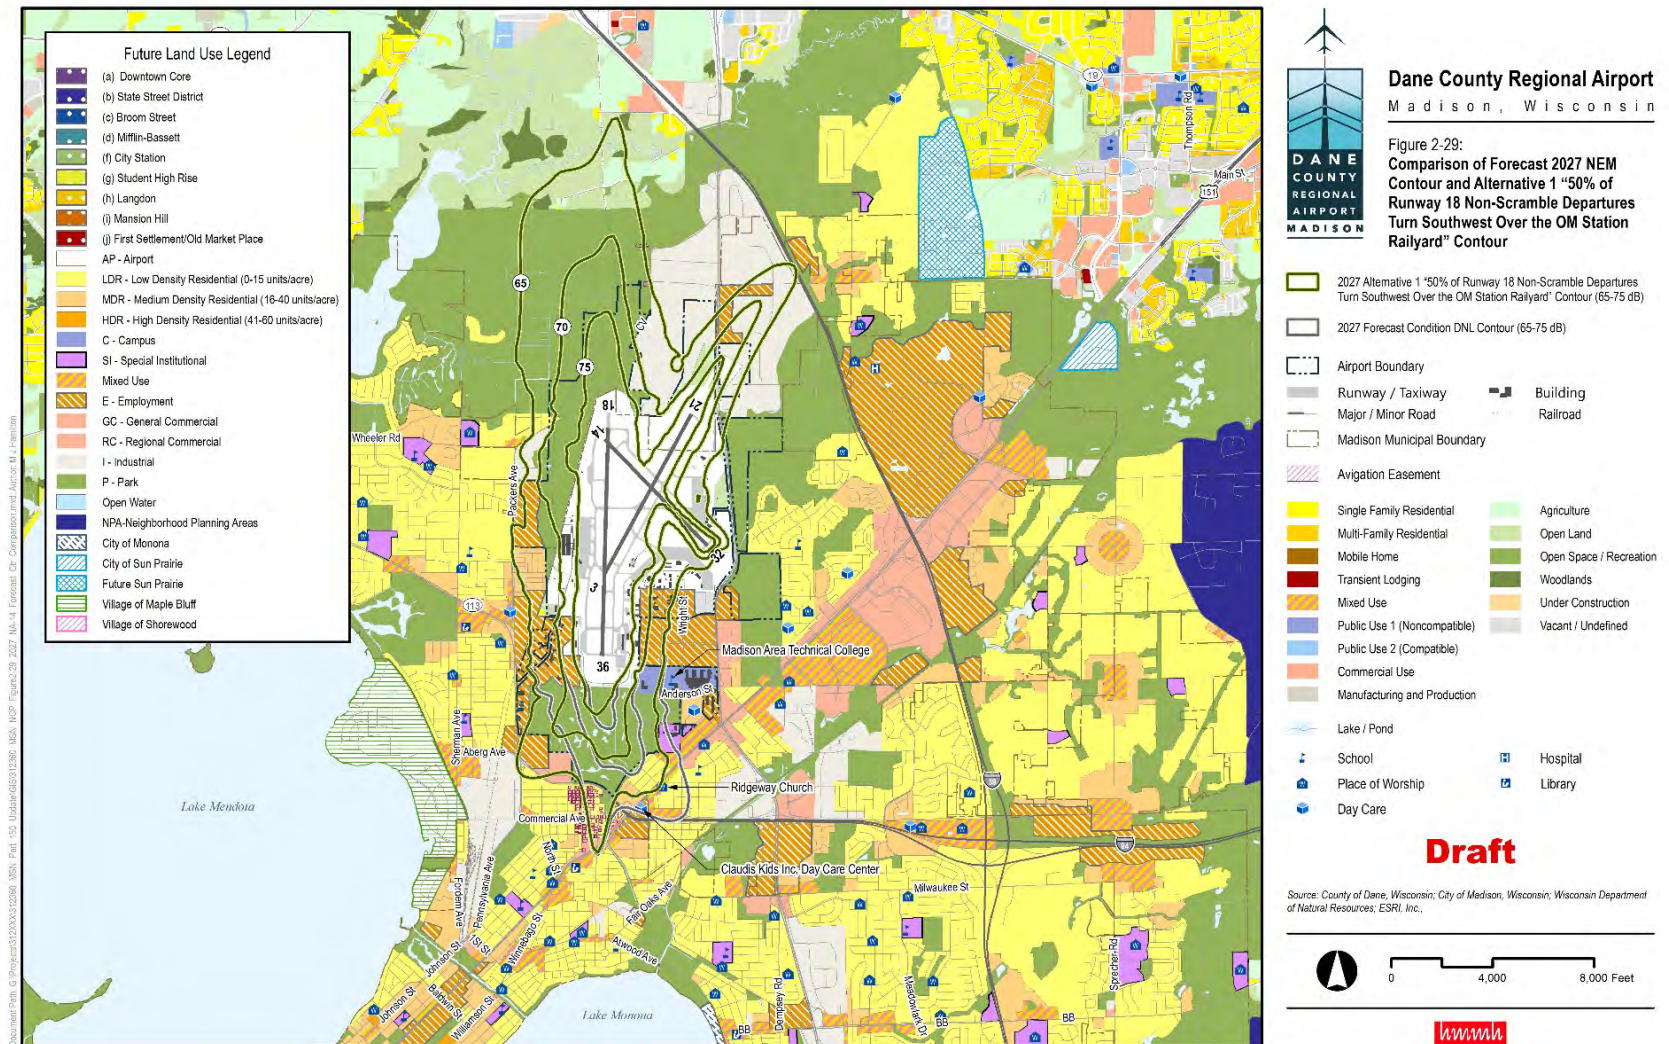 Future Land Use Legend
(a) Downtown Core
(b) State Street District
(c) Broom Street
(d) Mifflin-Bassett
(f) City Station
(g) Student High Rise
(h) Langdon
(i) Mansion Hill
(j) First Settlement/Old Market Place
AP - Airport
LDR - Low Density Residential (0-15 units/acre)
MDR - Medium Density Residential (16-40 units/acre)
HDR - High Density Residential (41-60 units/acre)
C - Campus
SI - Special Institutional
Mixed Use
E - Employment
GC - General Commercial
RC - Regional Commercial
I - Industrial
P - Park
Open Water
NPA-Neighborhood Planning Areas
City of Monona
City of Sun Prairie
Future Sun Prairie
Village of Maple Bluff
Village of Shorewood
19
Thompson Rd
Main St
151
65
70
75
CV
18
14
21
3
32
36
Wheeler Rd
Packers Ave
113
Wright St
Madison Area Technical College
Anderson St
Sherman Ave
Aberg Ave
Ridgeway Church
Lake Mendota
Commercial Ave
94
North St
Claudis Kids Inc, Day Care Center
Milwaukee St
Fordem Ave
Pennsylvania Ave
Fair Oaks Ave
1St St
Winnebago St
Johnson St
Atwood Ave
Sprecher Rd
Johnson St
Baldwin St
Williamson St
Lake Monona
Dempsey Rd
Meadowlark Dr
BB
BB
BB
DANE
COUNTY
REGIONAL
AIRPORT
MADISON
Dane County Regional Airport
Madison, Wisconsin
Figure 2-29:
Comparison of Forecast 2027 NEM
Contour and Alternative 1 “50% of
Runway 18 Non-Scramble Departures
Turn Southwest Over the OM Station
Railyard” Contour
2027 Alternative 1 “50% of Runway 18 Non-Scramble Departures
Turn Southwest Over the OM Station Railyard” Contour (65-75 dB)
2027 Forecast Condition DNL Contour (65-75 dB)
Airport Boundary
Runway / Taxiway
Building
Major / Minor Road
Railroad
Madison Municipal Boundary
Avigation Easement
Single Family Residential
Agriculture
Multi-Family Residential
Open Land
Mobile Home
Open Space / Recreation
Transient Lodging
Woodlands
Mixed Use
Under Construction
Public Use 1 (Noncompatible)
Vacant / Undefined
Public Use 2 (Compatible)
Commercial Use
Manufacturing and Production
Lake / Pond
School
Hospital
Place of Worship
Library
Day Care
Draft
Source: County of Dane, Wisconsin; City of Madison, Wisconsin; Wisconsin Department
of Natural Resources; ESRI, Inc.,
0 4,000 8,000 Feet
hmmh